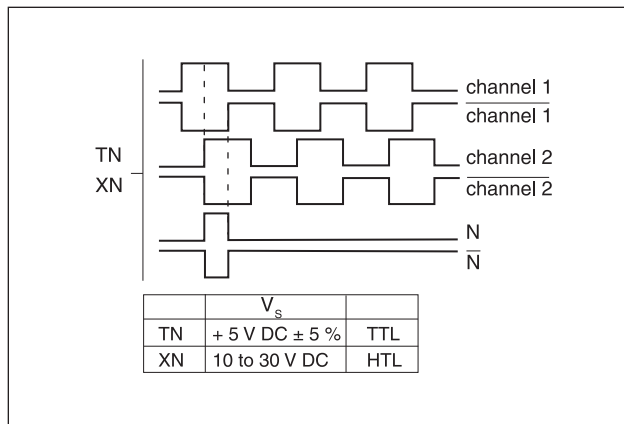 channel 1
channel 1
TN
XN
channel 2
channel 2
N
N
V_S
TN + 5 V DC ± 5 % TTL
XN 10 to 30 V DC HTL